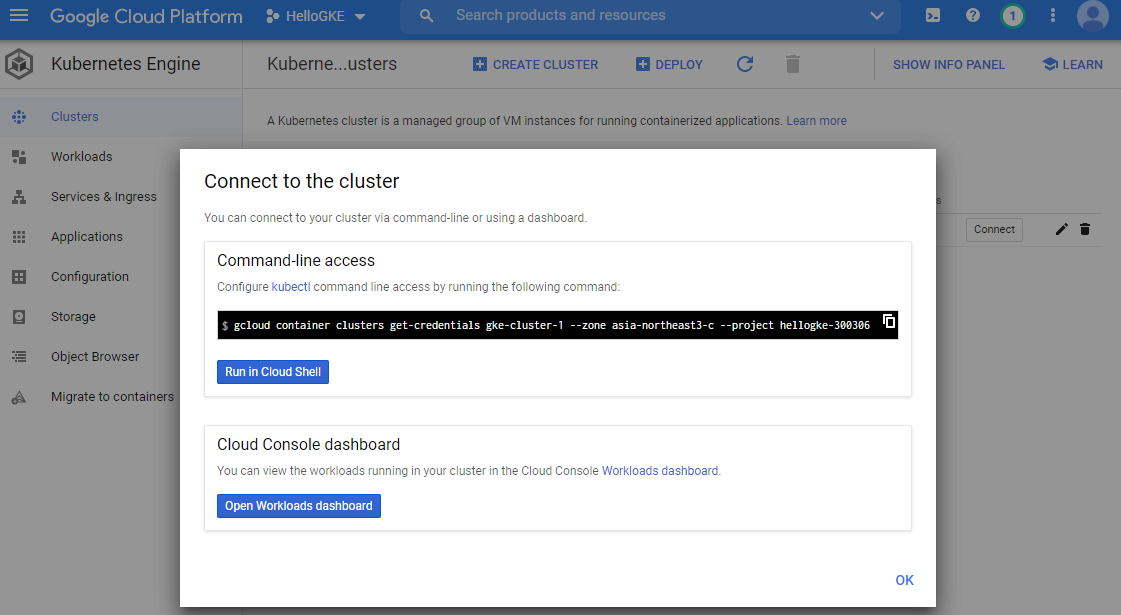 Google Cloud Platform HelloGKE Search products and resources 1
Kubernetes Engine Kuberne...usters CREATE CLUSTER DEPLOY SHOW INFO PANEL LEARN
Clusters
Workloads
Services & Ingress
Applications
Configuration
Storage
Object Browser
Migrate to containers
A Kubernetes cluster is a managed group of VM instances for running containerized applications. Learn more
s
Connect
Connect to the cluster
You can connect to your cluster via command-line or using a dashboard.
Command-line access
Configure kubectl command line access by running the following command:
$ gcloud container clusters get-credentials gke-cluster-1 --zone asia-northeast3-c --project hellogke-300306
Run in Cloud Shell
Cloud Console dashboard
You can view the workloads running in your cluster in the Cloud Console Workloads dashboard.
Open Workloads dashboard
OK